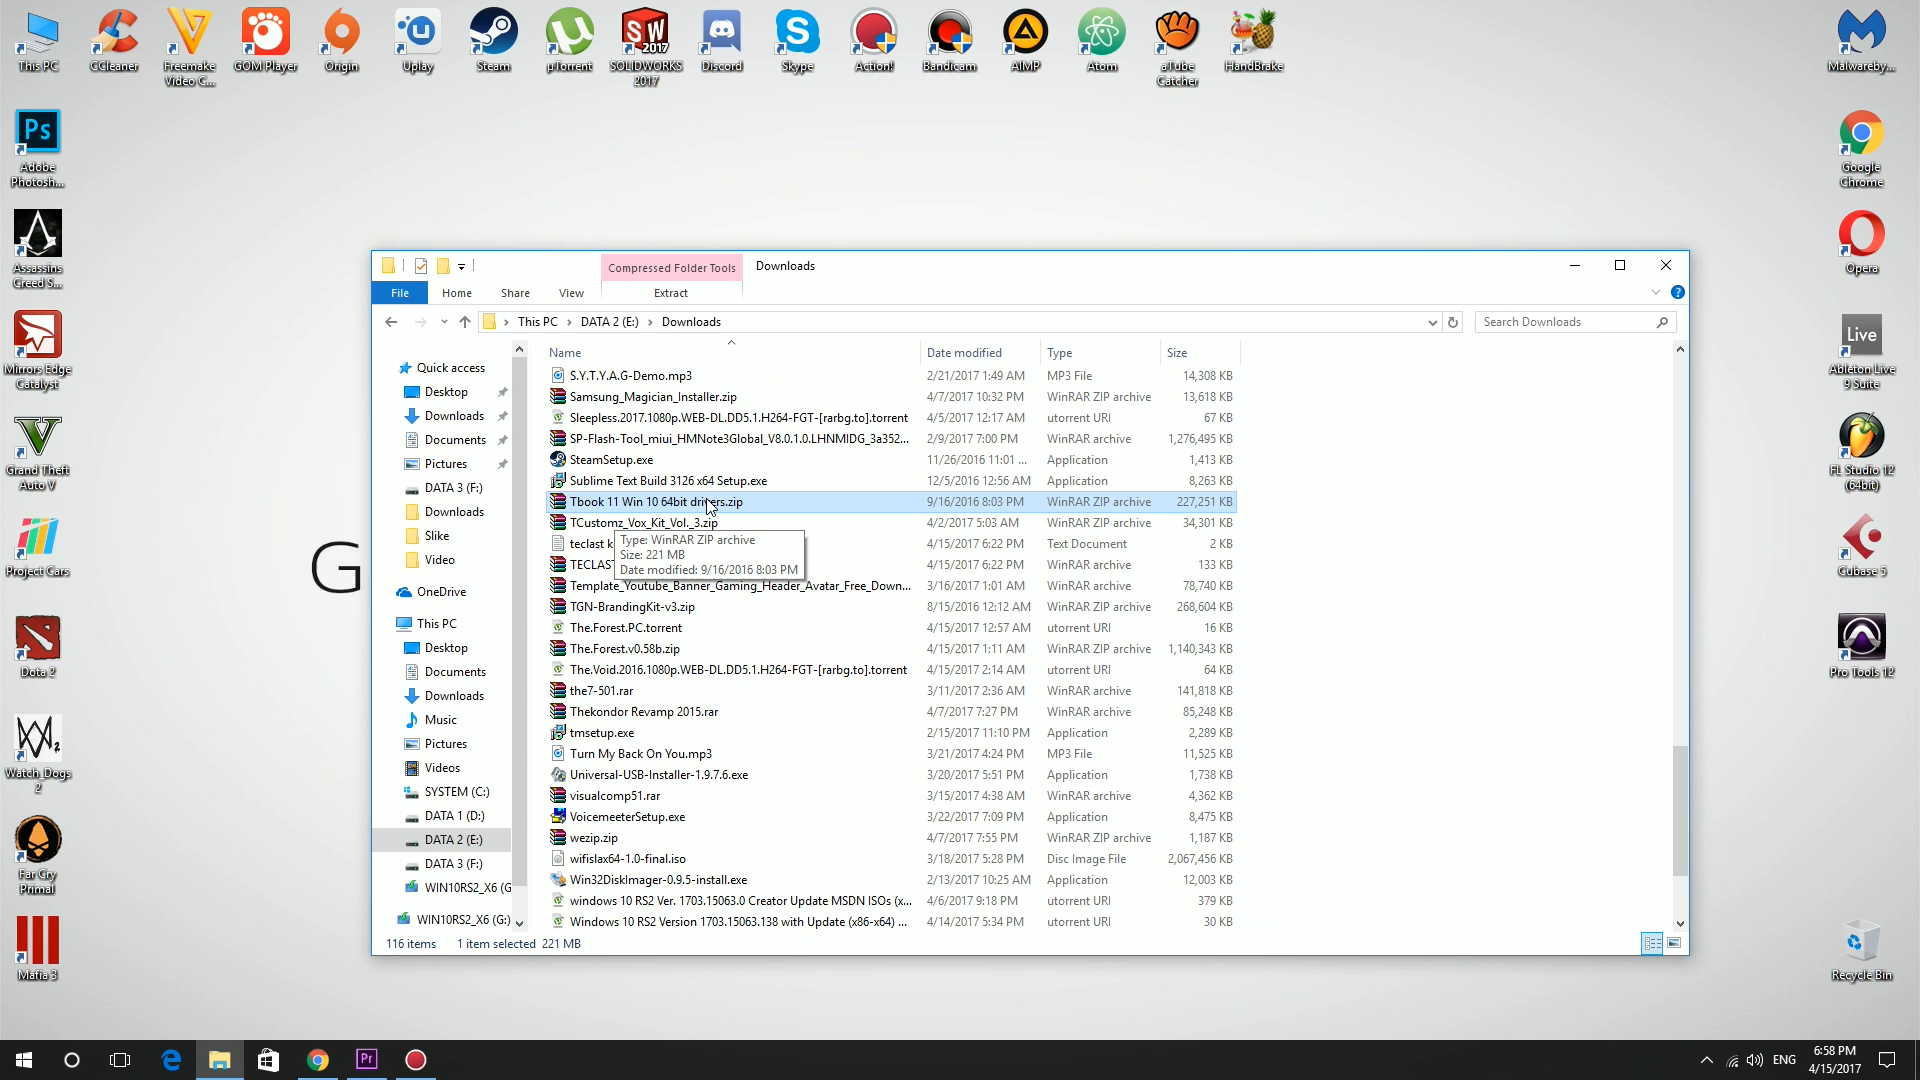 This PC
CCleaner
Freemake
Video C...
GOM Player
Origin
Uplay
Steam
µTorrent
SOLIDWORKS
2017
Discord
Skype
Action!
Bandicam
AIMP
Atom
aTube
Catcher
HandBrake
Malwareby...
Adobe
Photosh...
Assassins
Creed S...
Mirrors Edge
Catalyst
Grand Theft
Auto V
Project Cars
Dota 2
Watch_Dogs
2
Far Cry
Primal
Mafia 3
Google
Chrome
Opera
Live
Ableton Live
9 Suite
FL Studio 12
(64bit)
Cubase 5
Pro Tools 12
Recycle Bin
G
Compressed Folder Tools
Downloads
File Home Share View Extract
This PC > DATA 2 (E:) > Downloads
Search Downloads
Quick access
Desktop
Downloads
Documents
Pictures
DATA 3 (F:)
Downloads
Slike
Video
OneDrive
This PC
Desktop
Documents
Downloads
Music
Pictures
Videos
SYSTEM (C:)
DATA 1 (D:)
DATA 2 (E:)
DATA 3 (F:)
WIN10RS2_X6 (G
WIN10RS2_X6 (G:)
Name Date modified Type Size
S.Y.T.Y.A.G-Demo.mp3 2/21/2017 1:49 AM MP3 File 14,308 KB
Samsung_Magician_Installer.zip 4/7/2017 10:32 PM WinRAR ZIP archive 13,618 KB
Sleepless.2017.1080p.WEB-DL.DD5.1.H264-FGT-[rarbg.to].torrent 4/5/2017 12:17 AM utorrent URI 67 KB
SP-Flash-Tool_miui_HMNote3Global_V8.0.1.0.LHNMIDG_3a352... 2/9/2017 7:00 PM WinRAR archive 1,276,495 KB
SteamSetup.exe 11/26/2016 11:01 ... Application 1,413 KB
Sublime Text Build 3126 x64 Setup.exe 12/5/2016 12:56 AM Application 8,263 KB
Tbook 11 Win 10 64bit drivers.zip 9/16/2016 8:03 PM WinRAR ZIP archive 227,251 KB
TCustomz_Vox_Kit_Vol._3.zip 4/2/2017 5:03 AM WinRAR ZIP archive 34,301 KB
teclast k 4/15/2017 6:22 PM Text Document 2 KB
TECLAST 4/15/2017 6:22 PM WinRAR archive 133 KB
Type: WinRAR ZIP archive
Size: 221 MB
Date modified: 9/16/2016 8:03 PM
Template_Youtube_Banner_Gaming_Header_Avatar_Free_Down... 3/16/2017 1:01 AM WinRAR archive 78,740 KB
TGN-BrandingKit-v3.zip 8/15/2016 12:12 AM WinRAR ZIP archive 268,604 KB
The.Forest.PC.torrent 4/15/2017 12:57 AM utorrent URI 16 KB
The.Forest.v0.58b.zip 4/15/2017 1:11 AM WinRAR ZIP archive 1,140,343 KB
The.Void.2016.1080p.WEB-DL.DD5.1.H264-FGT-[rarbg.to].torrent 4/15/2017 2:14 AM utorrent URI 64 KB
the7-501.rar 3/11/2017 2:36 AM WinRAR archive 141,818 KB
Thekondor Revamp 2015.rar 4/7/2017 7:27 PM WinRAR archive 85,248 KB
tmsetup.exe 2/15/2017 11:10 PM Application 2,289 KB
Turn My Back On You.mp3 3/21/2017 4:24 PM MP3 File 11,525 KB
Universal-USB-Installer-1.9.7.6.exe 3/20/2017 5:51 PM Application 1,738 KB
visualcomp51.rar 3/15/2017 4:38 AM WinRAR archive 4,362 KB
VoicemeeterSetup.exe 3/22/2017 7:09 PM Application 8,475 KB
wezip.zip 4/7/2017 7:55 PM WinRAR ZIP archive 1,187 KB
wifislax64-1.0-final.iso 3/18/2017 5:28 PM Disc Image File 2,067,456 KB
Win32DiskImager-0.9.5-install.exe 2/13/2017 10:25 AM Application 12,003 KB
windows 10 RS2 Ver. 1703.15063.0 Creator Update MSDN ISOs (x... 4/6/2017 9:18 PM utorrent URI 379 KB
Windows 10 RS2 Version 1703.15063.138 with Update (x86-x64) ... 4/14/2017 5:34 PM utorrent URI 30 KB
116 items 1 item selected 221 MB
ENG
6:58 PM
4/15/2017